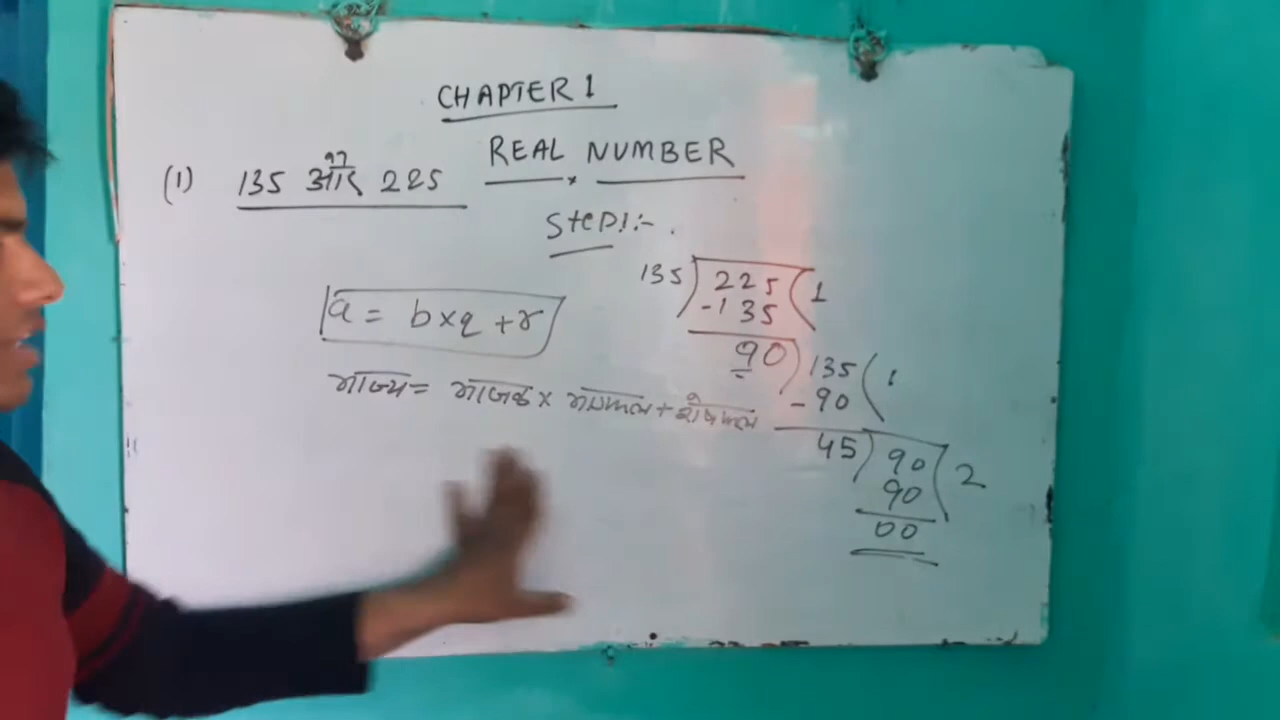 CHAPTER 1
REAL NUMBER
(1) 135 और 225
Step1:-
135) 225 (1
-135
90) 135 (1
-90
45) 90 (2
90
00
a = b×q + r
भाज्य = भाजक × भागफल + शेषफल